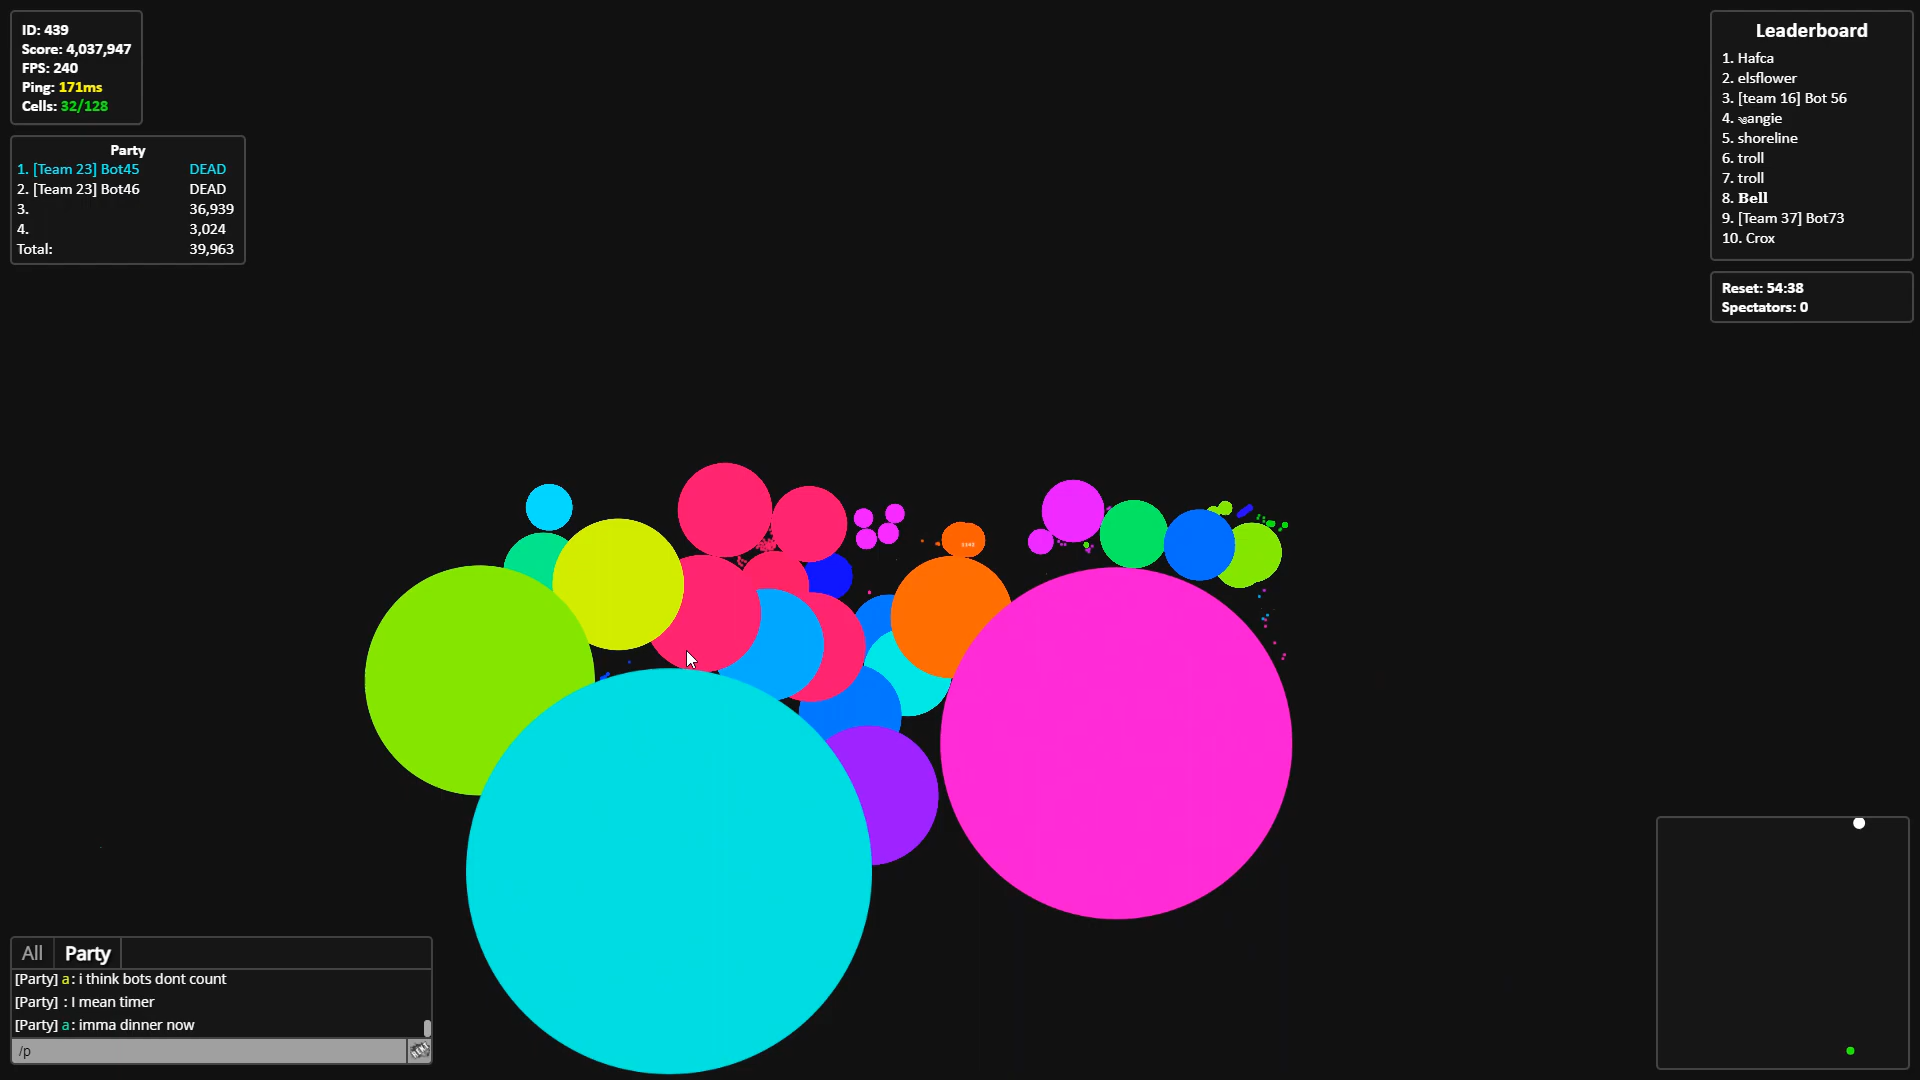 ID: 439
Score: 4,037,947
FPS: 240
Ping: 171ms
Cells: 32/128
Party
1. [Team 23] Bot45 DEAD
2. [Team 23] Bot46 DEAD
3. 36,939
4. 3,024
Total: 39,963
Leaderboard
1. Hafca
2. elsflower
3. [team 16] Bot 56
4. angie
5. shoreline
6. troll
7. troll
8. Bell
9. [Team 37] Bot73
10. Crox
Reset: 54:38
Spectators: 0
All Party
[Party] a: i think bots dont count
[Party] : I mean timer
[Party] a: imma dinner now
/p